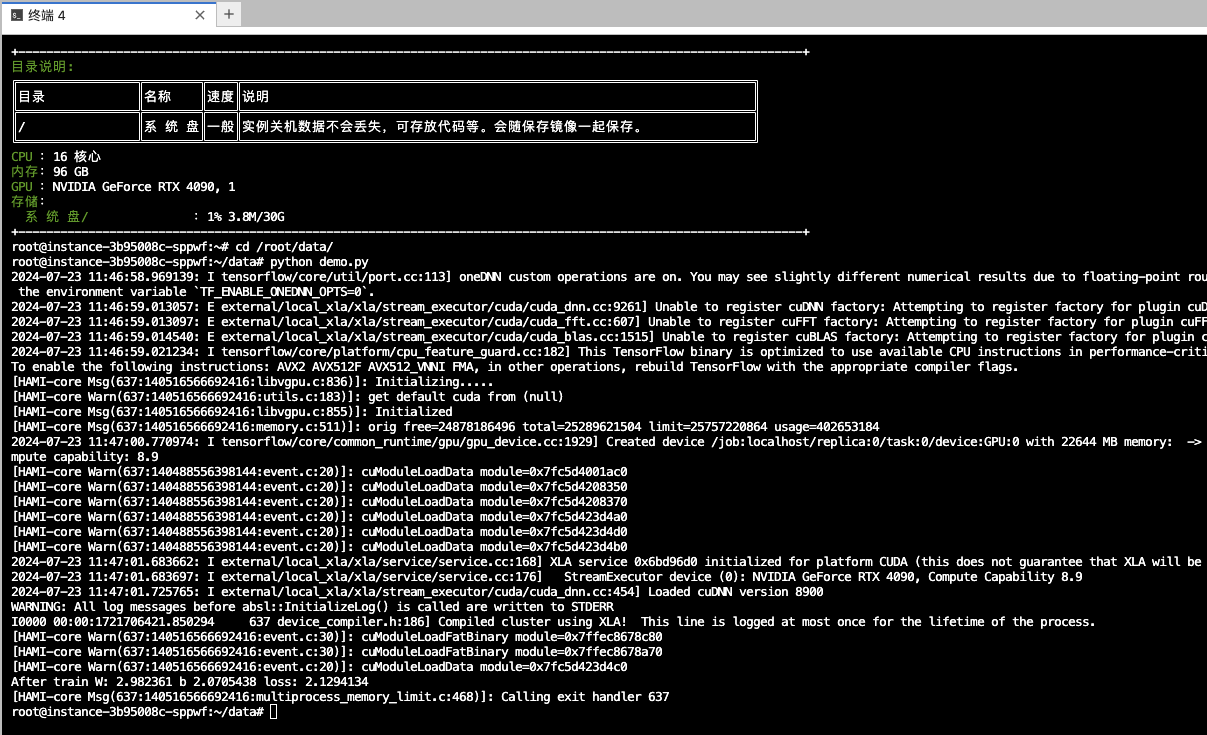 终端 4
目录说明:
目录 名称 速度 说明
/ 系 统 盘 一般 实例关机数据不会丢失，可存放代码等。会随保存镜像一起保存。
CPU : 16 核心
内存: 96 GB
GPU : NVIDIA GeForce RTX 4090, 1
存储:
系 统 盘/ : 1% 3.8M/30G
root@instance-3b95008c-sppwf:~# cd /root/data/
root@instance-3b95008c-sppwf:~/data# python demo.py
2024-07-23 11:46:58.969139: I tensorflow/core/util/port.cc:113] oneDNN custom operations are on. You may see slightly different numerical results due to floating-point rou
the environment variable `TF_ENABLE_ONEDNN_OPTS=0`.
2024-07-23 11:46:59.013057: E external/local_xla/xla/stream_executor/cuda/cuda_dnn.cc:9261] Unable to register cuDNN factory: Attempting to register factory for plugin cuD
2024-07-23 11:46:59.013097: E external/local_xla/xla/stream_executor/cuda/cuda_fft.cc:607] Unable to register cuFFT factory: Attempting to register factory for plugin cuFF
2024-07-23 11:46:59.014540: E external/local_xla/xla/stream_executor/cuda/cuda_blas.cc:1515] Unable to register cuBLAS factory: Attempting to register factory for plugin c
2024-07-23 11:46:59.021234: I tensorflow/core/platform/cpu_feature_guard.cc:182] This TensorFlow binary is optimized to use available CPU instructions in performance-criti
To enable the following instructions: AVX2 AVX512F AVX512_VNNI FMA, in other operations, rebuild TensorFlow with the appropriate compiler flags.
[HAMI-core Msg(637:140516566692416:libvgpu.c:836)]: Initializing.....
[HAMI-core Warn(637:140516566692416:utils.c:183)]: get default cuda from (null)
[HAMI-core Msg(637:140516566692416:libvgpu.c:855)]: Initialized
[HAMI-core Msg(637:140516566692416:memory.c:511)]: orig free=24878186496 total=25289621504 limit=25757220864 usage=402653184
2024-07-23 11:47:00.770974: I tensorflow/core/common_runtime/gpu/gpu_device.cc:1929] Created device /job:localhost/replica:0/task:0/device:GPU:0 with 22644 MB memory:  ->
mpute capability: 8.9
[HAMI-core Warn(637:140488556398144:event.c:20)]: cuModuleLoadData module=0x7fc5d4001ac0
[HAMI-core Warn(637:140488556398144:event.c:20)]: cuModuleLoadData module=0x7fc5d4208350
[HAMI-core Warn(637:140488556398144:event.c:20)]: cuModuleLoadData module=0x7fc5d4208370
[HAMI-core Warn(637:140488556398144:event.c:20)]: cuModuleLoadData module=0x7fc5d423d4a0
[HAMI-core Warn(637:140488556398144:event.c:20)]: cuModuleLoadData module=0x7fc5d423d4d0
[HAMI-core Warn(637:140488556398144:event.c:20)]: cuModuleLoadData module=0x7fc5d423d4b0
2024-07-23 11:47:01.683662: I external/local_xla/xla/service/service.cc:168] XLA service 0x6bd96d0 initialized for platform CUDA (this does not guarantee that XLA will be
2024-07-23 11:47:01.683697: I external/local_xla/xla/service/service.cc:176]   StreamExecutor device (0): NVIDIA GeForce RTX 4090, Compute Capability 8.9
2024-07-23 11:47:01.725765: I external/local_xla/xla/stream_executor/cuda/cuda_dnn.cc:454] Loaded cuDNN version 8900
WARNING: All log messages before absl::InitializeLog() is called are written to STDERR
I0000 00:00:1721706421.850294     637 device_compiler.h:186] Compiled cluster using XLA!  This line is logged at most once for the lifetime of the process.
[HAMI-core Warn(637:140516566692416:event.c:30)]: cuModuleLoadFatBinary module=0x7ffec8678c80
[HAMI-core Warn(637:140516566692416:event.c:30)]: cuModuleLoadFatBinary module=0x7ffec8678a70
[HAMI-core Warn(637:140516566692416:event.c:20)]: cuModuleLoadData module=0x7fc5d423d4c0
After train W: 2.982361 b 2.0705438 loss: 2.1294134
[HAMI-core Msg(637:140516566692416:multiprocess_memory_limit.c:468)]: Calling exit handler 637
root@instance-3b95008c-sppwf:~/data#